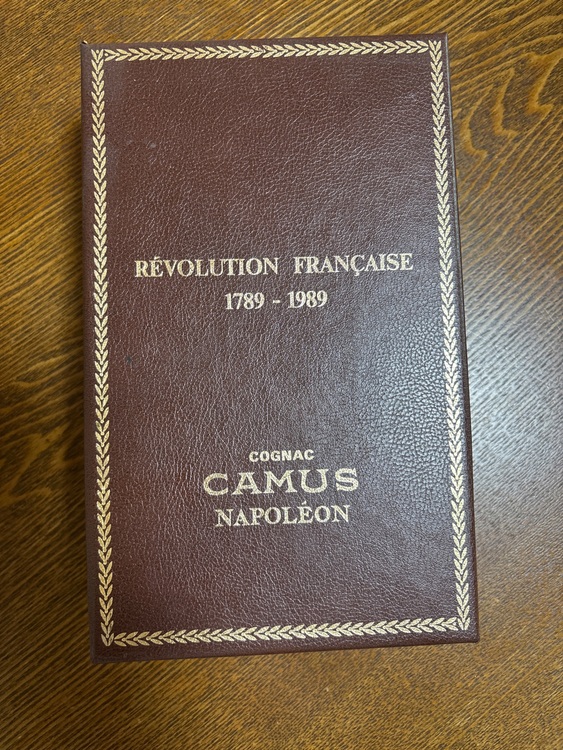 RÉVOLUTION FRANÇAISE
1789 - 1989
COGNAC
CAMUS
NAPOLÉON